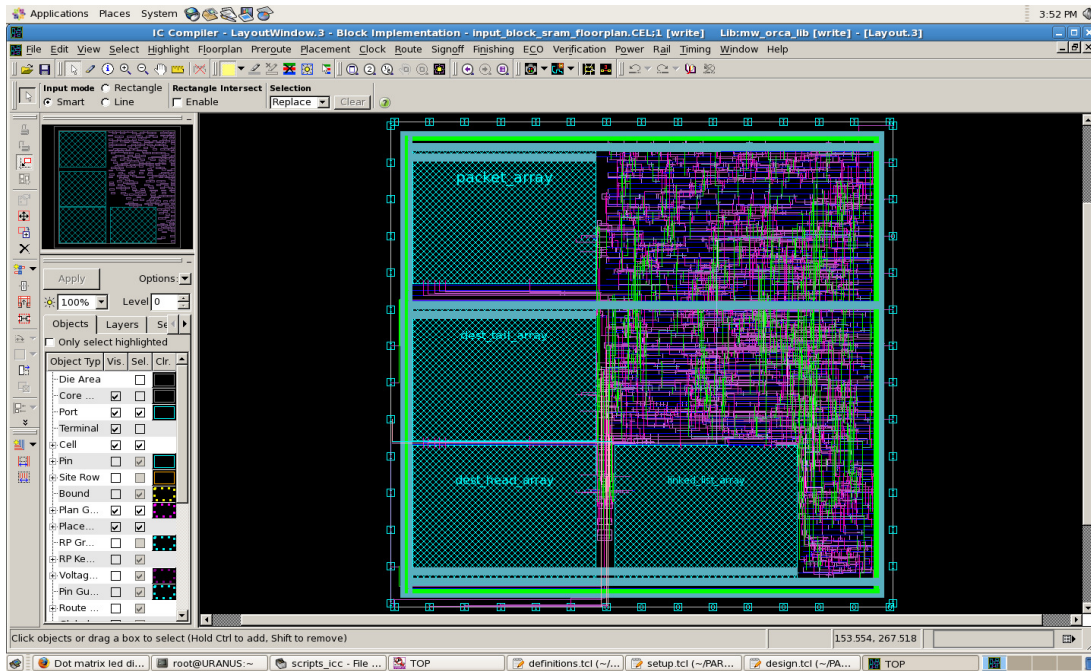 Applications Places System 3:52 PM
IC Compiler - LayoutWindow.3 - Block Implementation - input_block_sram_floorplan.CEL;1 [write] Lib:mw_orca_lib [write] - [Layout.3]
File Edit View Select Highlight Floorplan Preroute Placement Clock Route Signoff Finishing ECO Verification Power Rail Timing Window Help
Input mode Rectangle Rectangle Intersect Selection
Smart Line Enable Replace Clear
packet_array
Apply Options:
100% Level 0
Objects Layers Se
dest_tail_array
Only select highlighted
Object Typ Vis. Sel. Clr.
Die Area
Core ...
Port
Terminal
Cell
Pin
Site Row
dest_head_array linked_list_array
Bound
Plan G...
Place...
RP Gr...
RP Ke...
Voltag...
Pin Gu...
Route ...
Click objects or drag a box to select (Hold Ctrl to add, Shift to remove) 153.554, 267.518
Dot matrix led di... root@URANUS:~ scripts_icc - File ... TOP definitions.tcl (~/... setup.tcl (~/PAR... design.tcl (~/PA... TOP